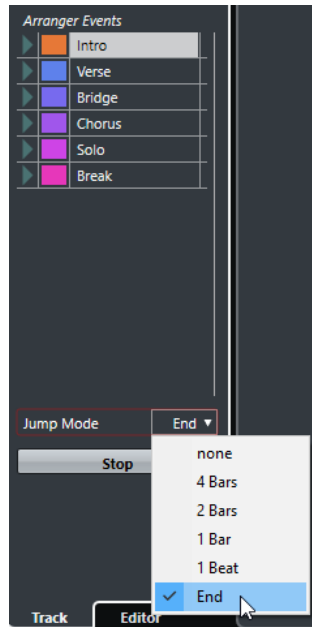 Arranger Events
Intro
Verse
Bridge
Chorus
Solo
Break
Jump Mode End
Stop
none
4 Bars
2 Bars
1 Bar
1 Beat
End
Track Editor